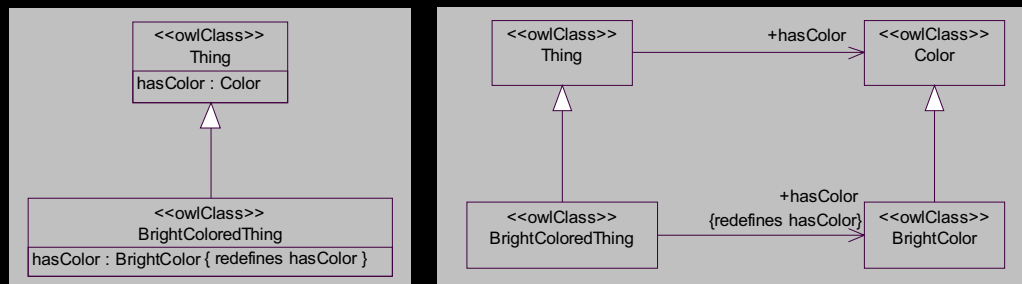 <<owlClass>>
Thing
hasColor : Color
<<owlClass>>
BrightColoredThing
hasColor : BrightColor { redefines hasColor }
<<owlClass>>
Thing
+hasColor
<<owlClass>>
Color
<<owlClass>>
BrightColoredThing
+hasColor
{redefines hasColor}
<<owlClass>>
BrightColor